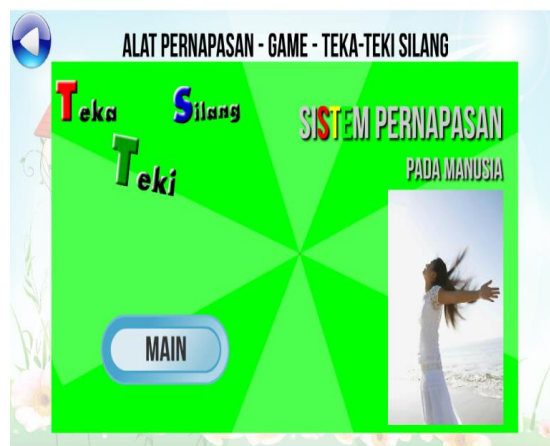 ALAT PERNAPASAN - GAME - TEKA-TEKI SILANG
Teka Silang
Teki
SISTEM PERNAPASAN
PADA MANUSIA
MAIN